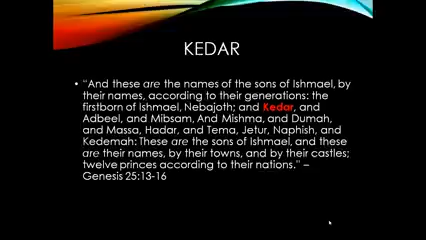 KEDAR
• "And these are the names of the sons of Ishmael, by
their names, according to their generations: the
firstborn of Ishmael, Nebajoth; and Kedar, and
Adbeel, and Mibsam, And Mishma, and Dumah,
and Massa, Hadar, and Tema, Jetur, Naphish, and
Kedemah: These are the sons of Ishmael, and these
are their names, by their towns, and by their castles;
twelve princes according to their nations." –
Genesis 25:13-16